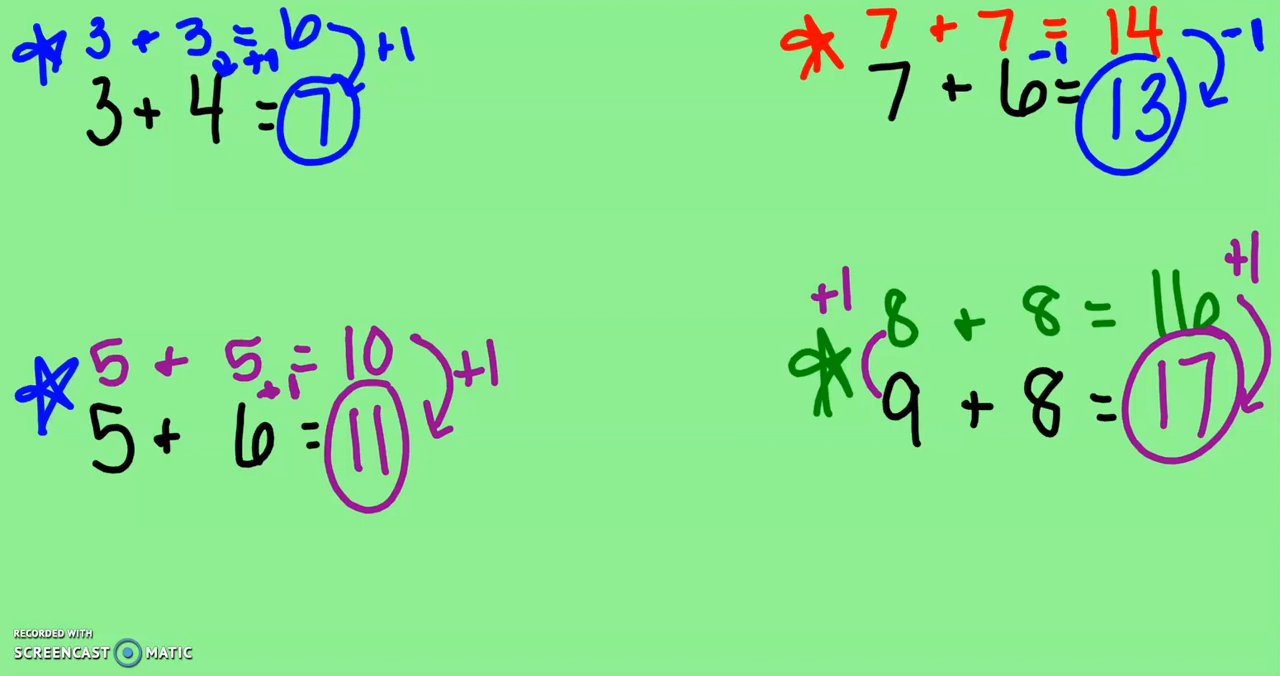 3 + 3 = 6 +1
+1
3 + 4 = 7
7 + 7 = 14 -1
-1
7 + 6 = 13
5 + 5 = 10 +1
+1
5 + 6 = 11
+1 +1
8 + 8 = 16
9 + 8 = 17
RECORDED WITH
SCREENCAST MATIC